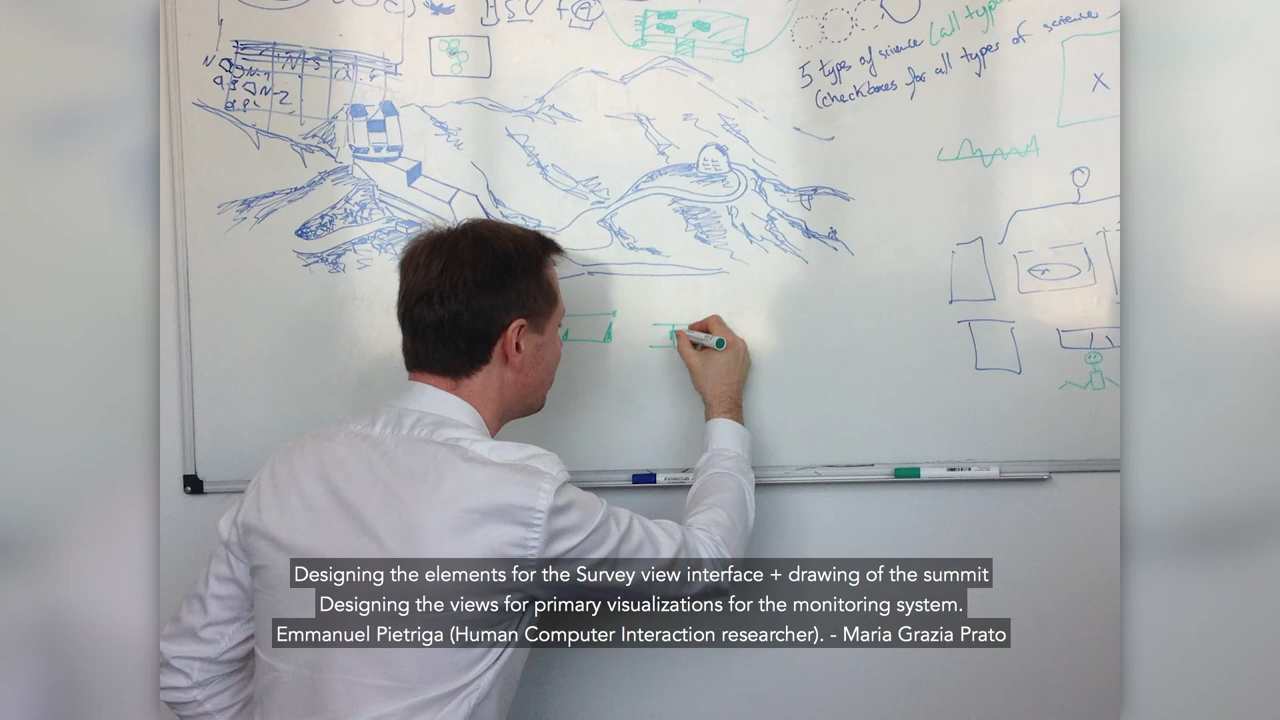 5 types of science (all types
(checkboxes for all types of science
X
Designing the elements for the Survey view interface + drawing of the summit
Designing the views for primary visualizations for the monitoring system.
Emmanuel Pietriga (Human Computer Interaction researcher). - Maria Grazia Prato